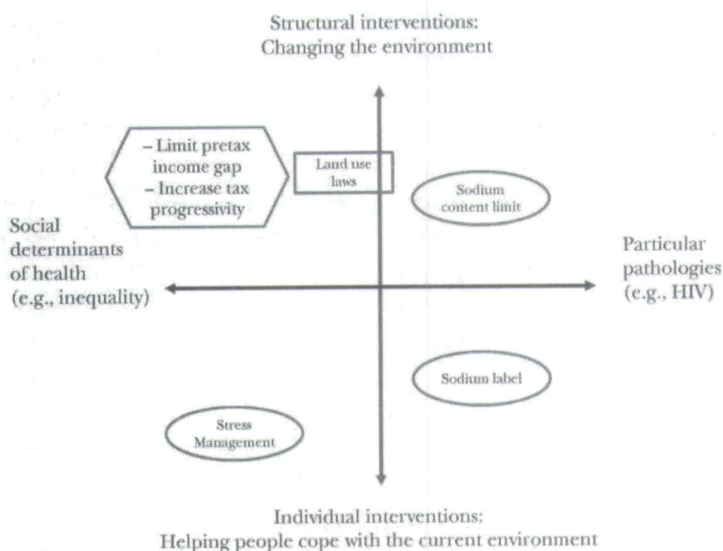 Structural interventions:
Changing the environment
– Limit pretax
income gap
– Increase tax
progressivity
Land use
laws
Sodium
content limit
Social
determinants
of health
(e.g., inequality)
Particular
pathologies
(e.g., HIV)
Sodium label
Stress
Management
Individual interventions:
Helping people cope with the current environment